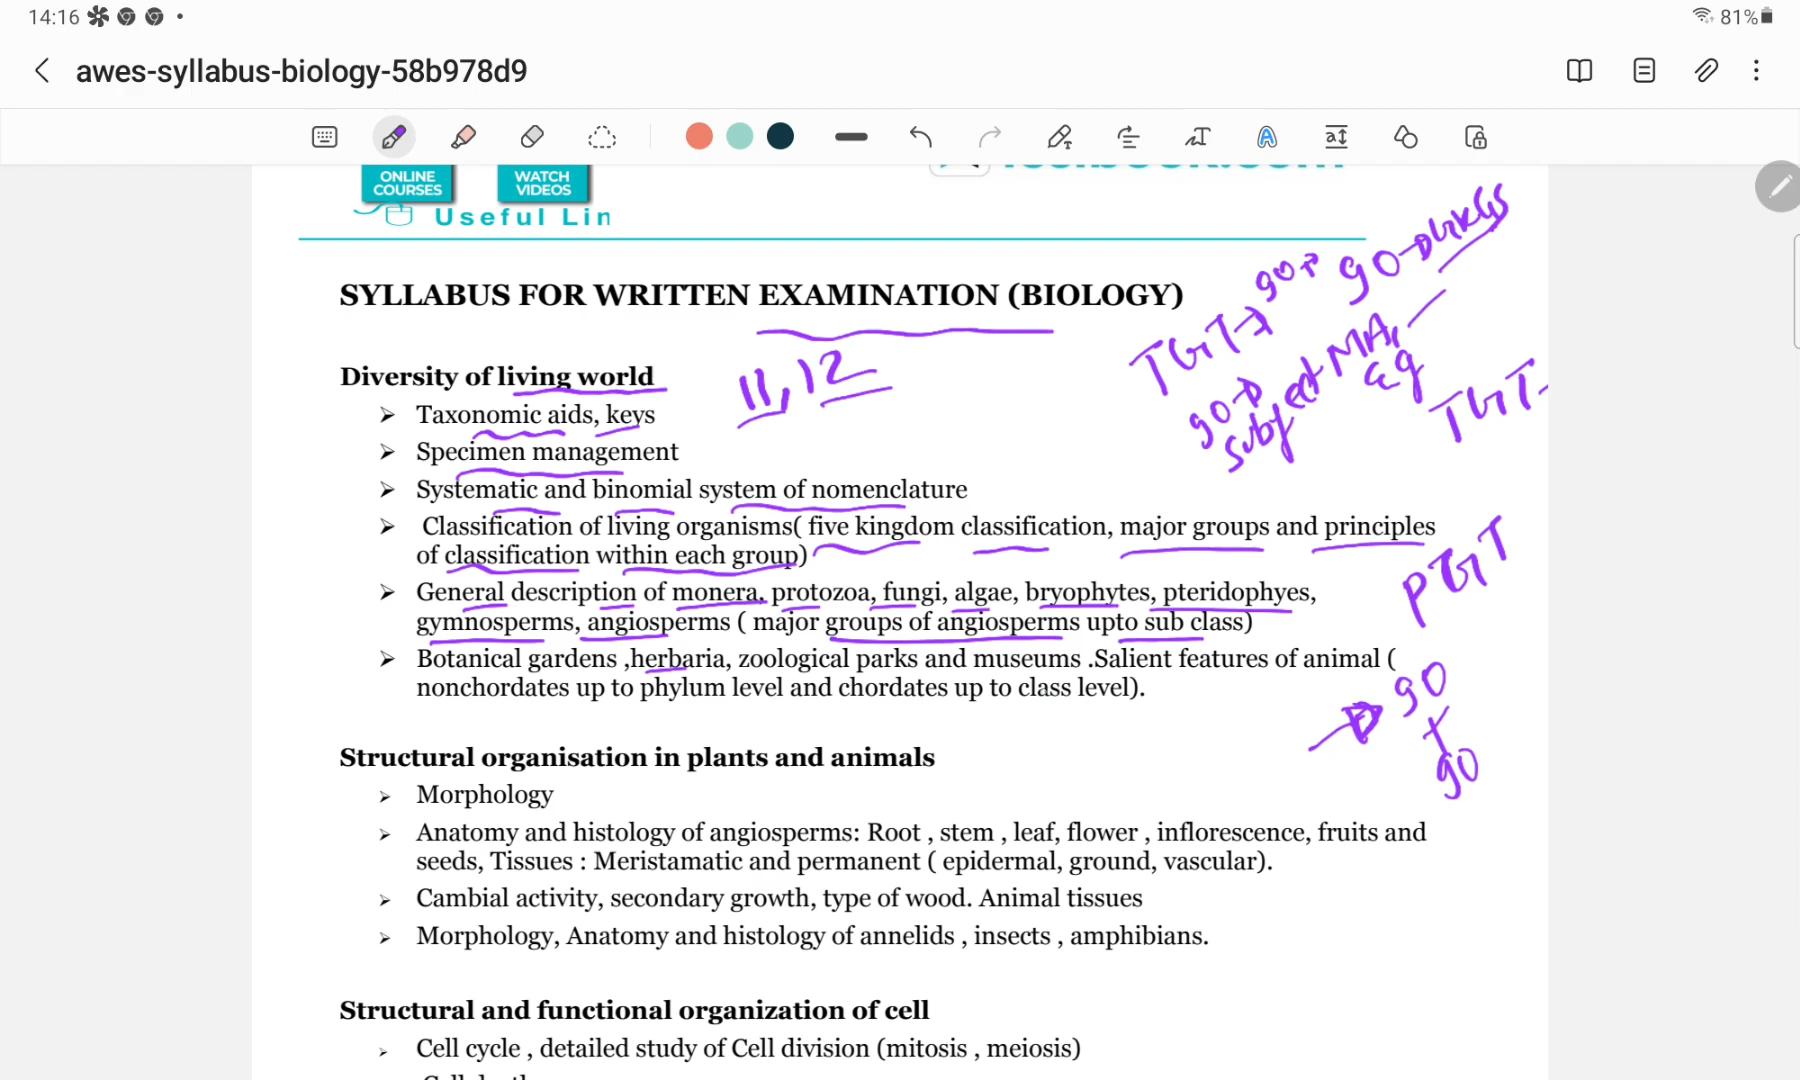 14:16
81%
awes-syllabus-biology-58b978d9
ONLINE COURSES
WATCH VIDEOS
Useful Lin
SYLLABUS FOR WRITTEN EXAMINATION (BIOLOGY)
11, 12
TGT→
90
90→
90→
Subject MA,
TGT-
Diversity of living world
➢ Taxonomic aids, keys
➢ Specimen management
➢ Systematic and binomial system of nomenclature
➢ Classification of living organisms( five kingdom classification, major groups and principles
of classification within each group)
➢ General description of monera, protozoa, fungi, algae, bryophytes, pteridophyes,
gymnosperms, angiosperms ( major groups of angiosperms upto sub class)
➢ Botanical gardens ,herbaria, zoological parks and museums .Salient features of animal (
nonchordates up to phylum level and chordates up to class level).
PGT
→ 90
+
90
Structural organisation in plants and animals
➢ Morphology
➢ Anatomy and histology of angiosperms: Root , stem , leaf, flower , inflorescence, fruits and
seeds, Tissues : Meristamatic and permanent ( epidermal, ground, vascular).
➢ Cambial activity, secondary growth, type of wood. Animal tissues
➢ Morphology, Anatomy and histology of annelids , insects , amphibians.
Structural and functional organization of cell
➢ Cell cycle , detailed study of Cell division (mitosis , meiosis)